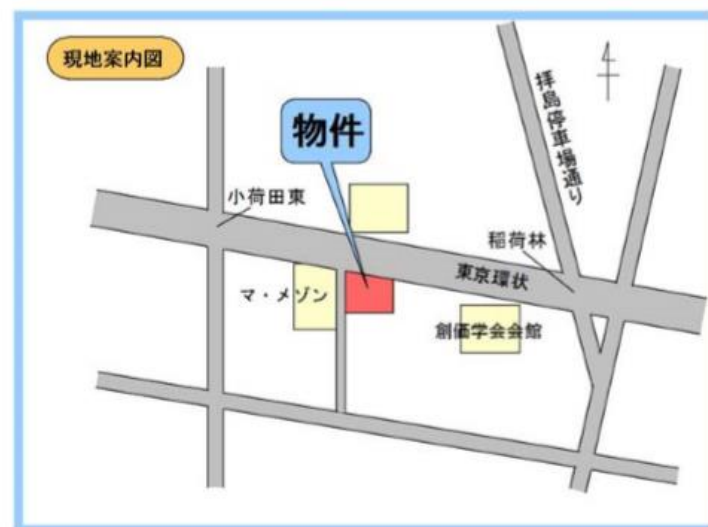 現地案内図
物件
拝島停車場通り
小荷田東
稲荷林
東京環状
マ・メゾン
創価学会会館